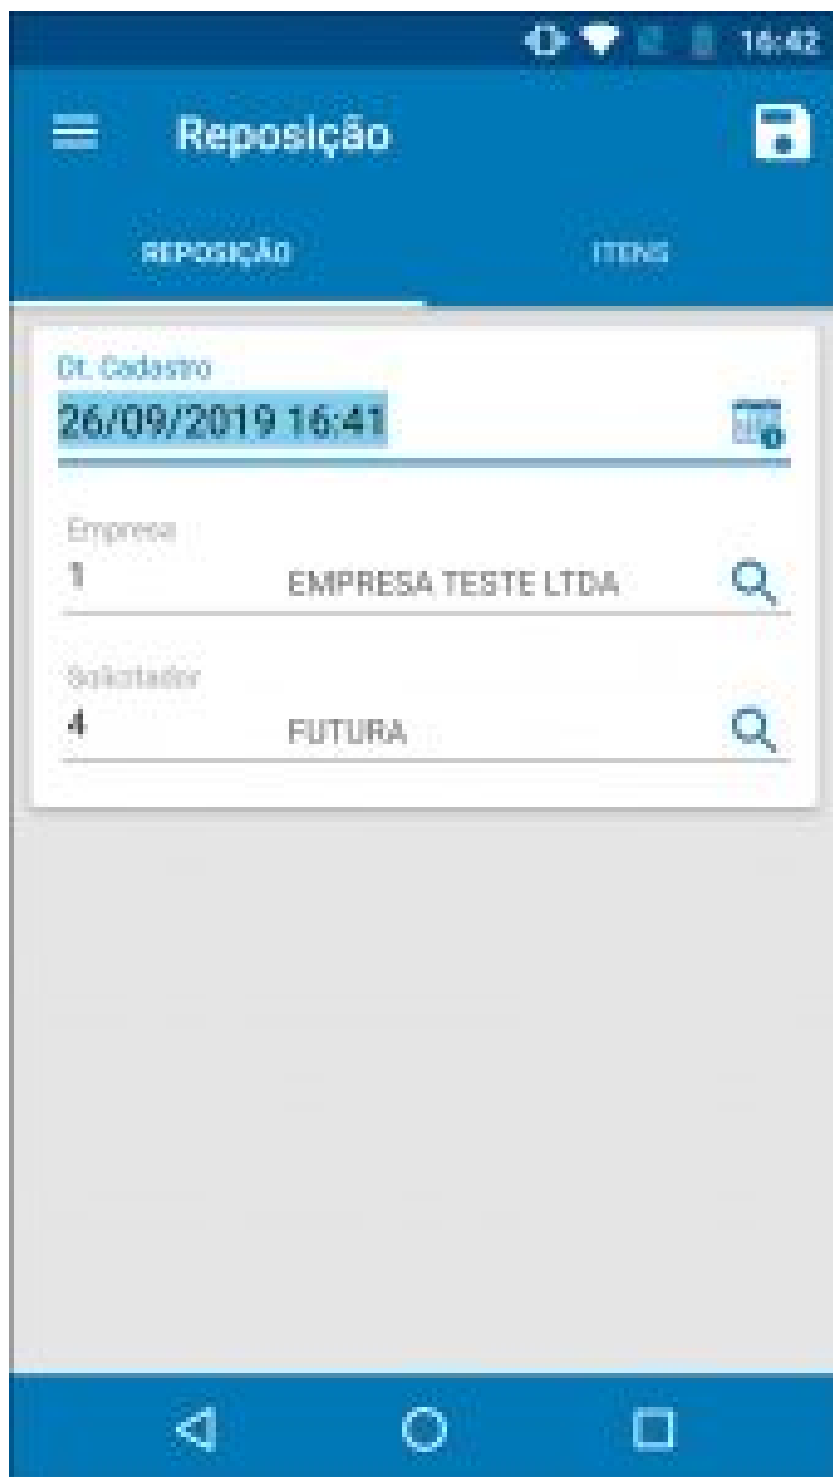 16:42
Reposição
REPOSIÇÃO ITENS
Dt. Cadastro
26/09/2019 16:41
Empresa
1 EMPRESA TESTE LTDA
Solicitador
4 FUTURA